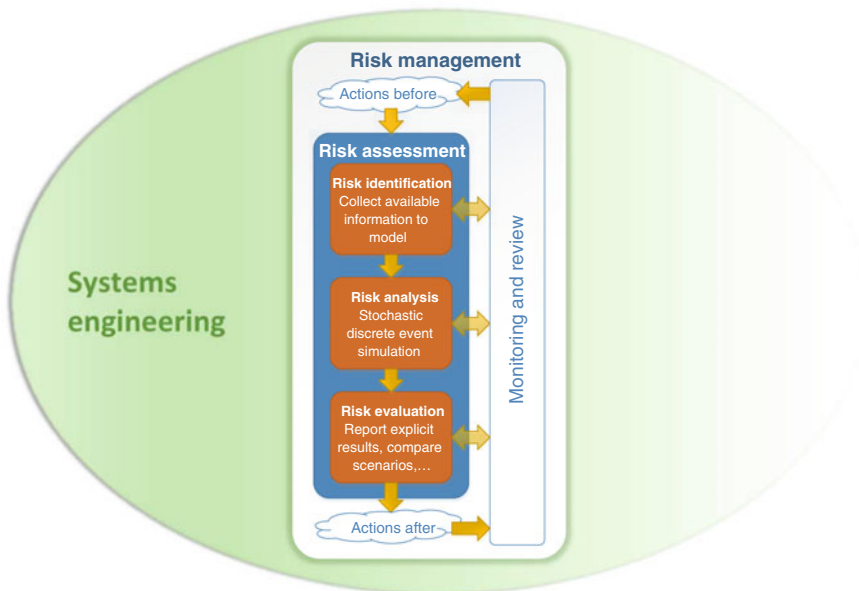 Risk management
Actions before
Risk assessment
Risk identification
Collect available
information to
model
Risk analysis
Stochastic
discrete event
simulation
Risk evaluation
Report explicit
results, compare
scenarios,...
Actions after
Monitoring and review
Systems
engineering